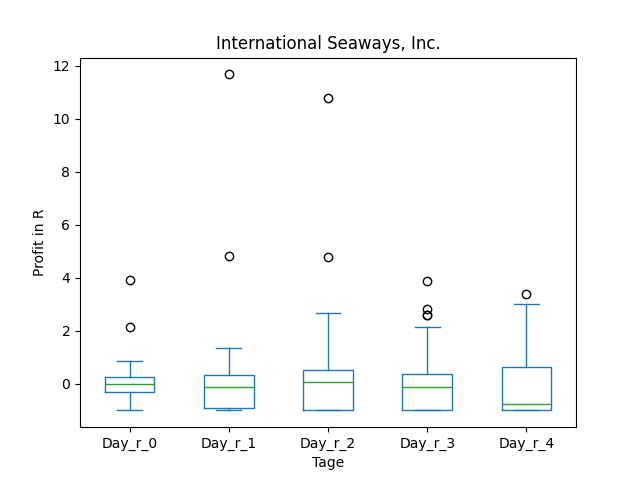 International Seaways, Inc.
Profit in R
12
10
8
6
4
2
0
Day_r_0 Day_r_1 Day_r_2 Day_r_3 Day_r_4
Tage